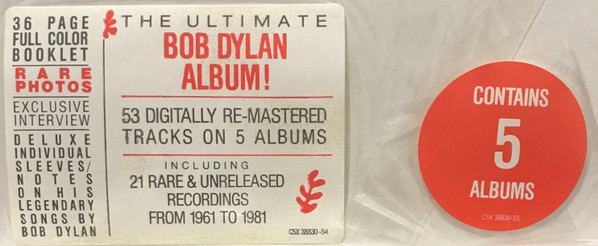 36 PAGE
FULL COLOR
BOOKLET
RARE
PHOTOS
EXCLUSIVE
INTERVIEW
DELUXE
INDIVIDUAL
SLEEVES/
NOTES
ON HIS
LEGENDARY
SONGS BY
BOB DYLAN
THE ULTIMATE
BOB DYLAN
ALBUM!
53 DIGITALLY RE-MASTERED
TRACKS ON 5 ALBUMS
INCLUDING
21 RARE & UNRELEASED
RECORDINGS
FROM 1961 TO 1981
C5X 38830-S4
CONTAINS
5
ALBUMS
C5X 38830-S5